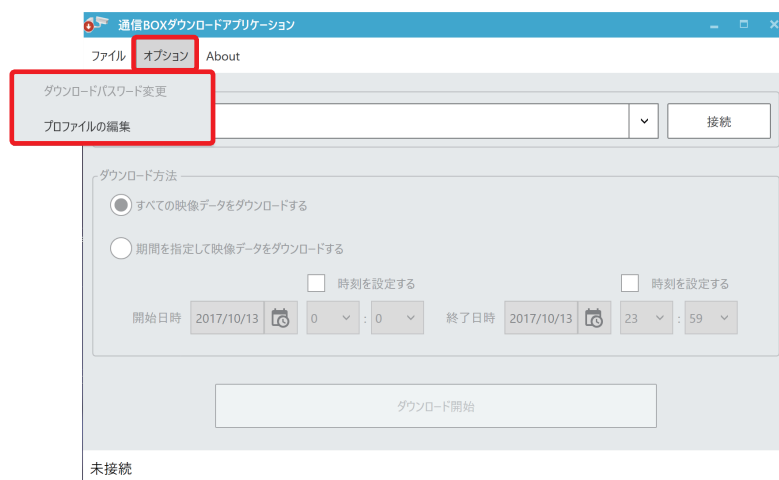 通信BOXダウンロードアプリケーション
ファイル オプション About
ダウンロードパスワード変更
プロファイルの編集
接続
ダウンロード方法
すべての映像データをダウンロードする
期間を指定して映像データをダウンロードする
時刻を設定する 時刻を設定する
開始日時 2017/10/13 0 : 0 終了日時 2017/10/13 23 : 59
ダウンロード開始
未接続